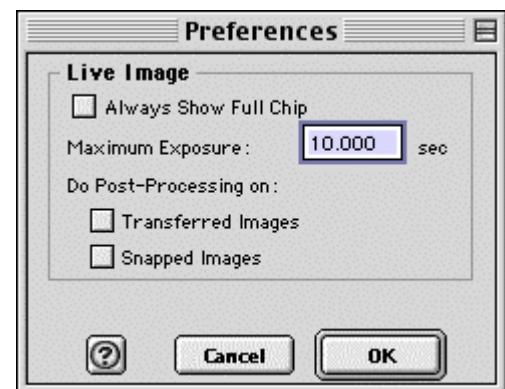 Preferences
Live Image
Always Show Full Chip
Maximum Exposure: 10.000 sec
Do Post-Processing on:
Transferred Images
Snapped Images
? Cancel OK